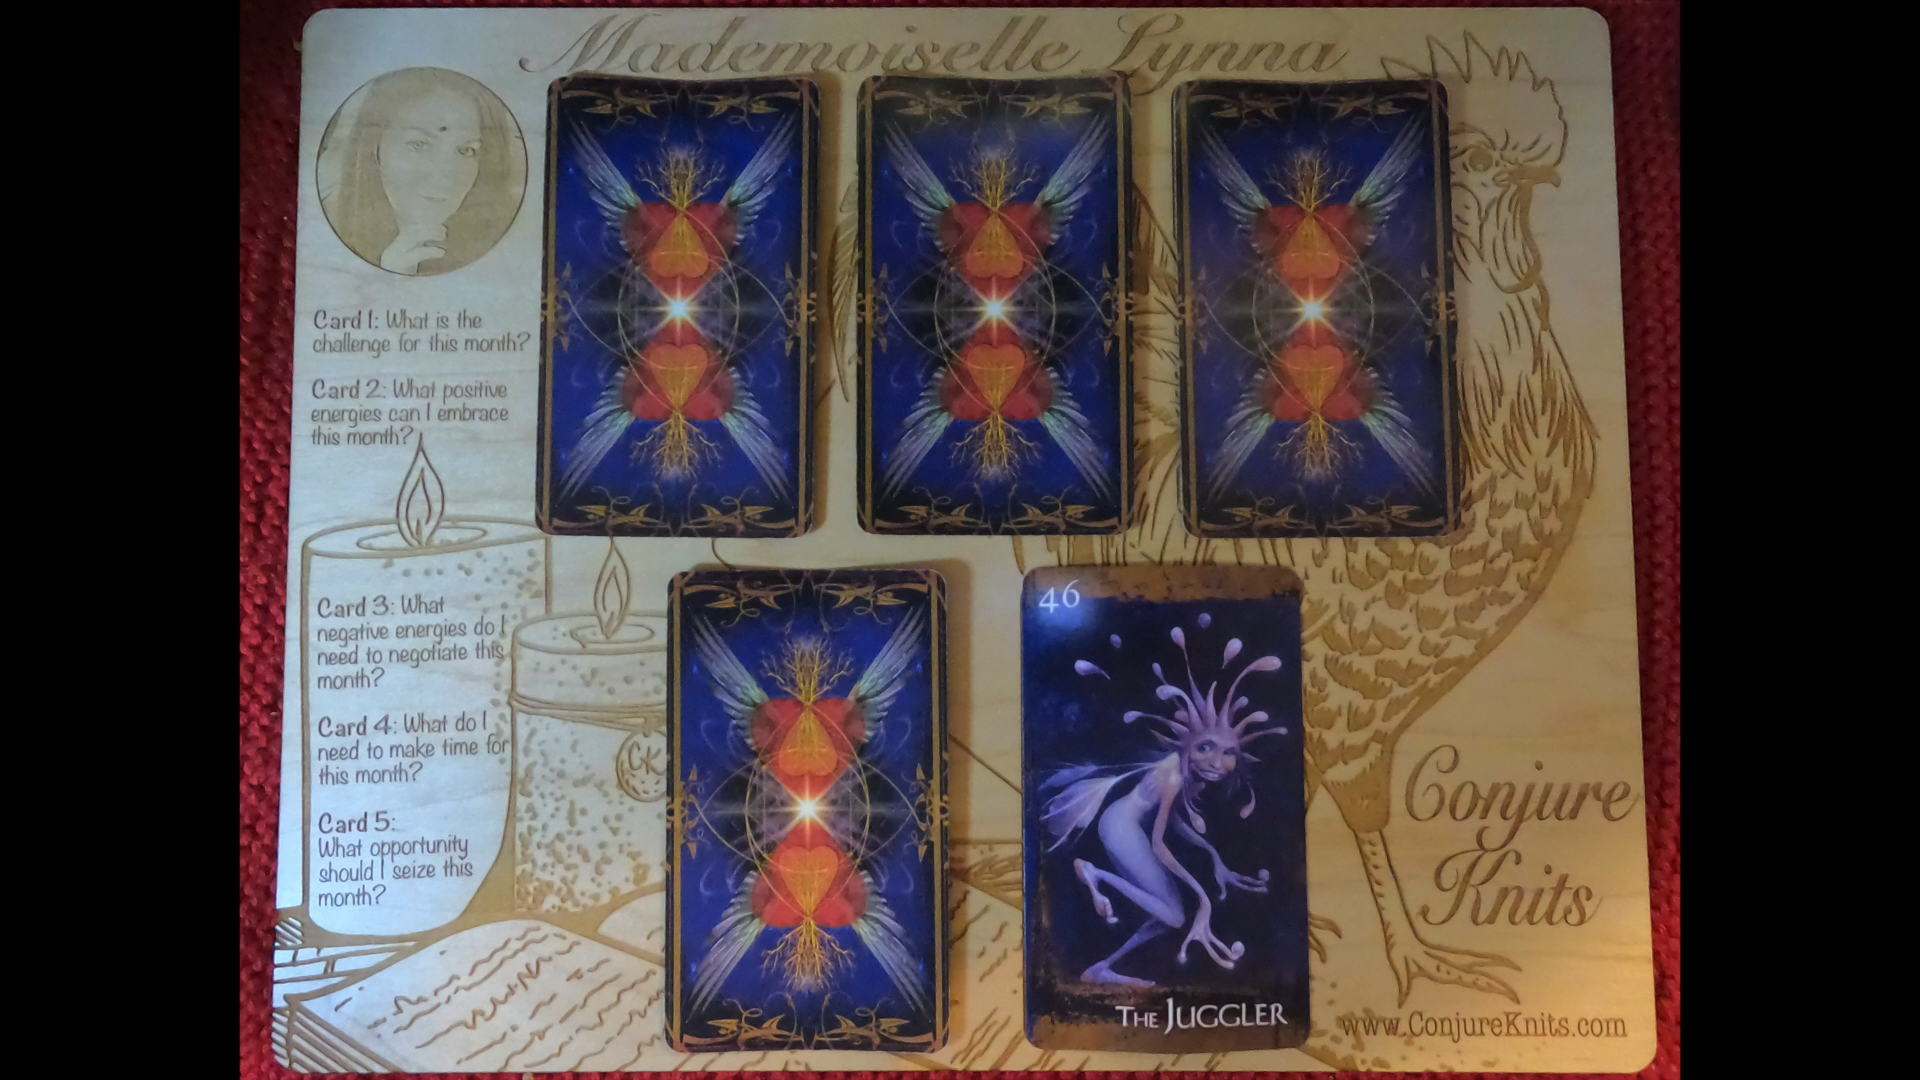 Mademoiselle Lynna
Card 1: What is the
challenge for this month?
Card 2: What positive
energies can I embrace
this month?
Card 3: What
negative energies do I
need to negotiate this
month?
Card 4: What do I
need to make time for
this month?
Card 5:
What opportunity
should I seize this
month?
CK
46
THE JUGGLER
Conjure
Knits
www.ConjureKnits.com